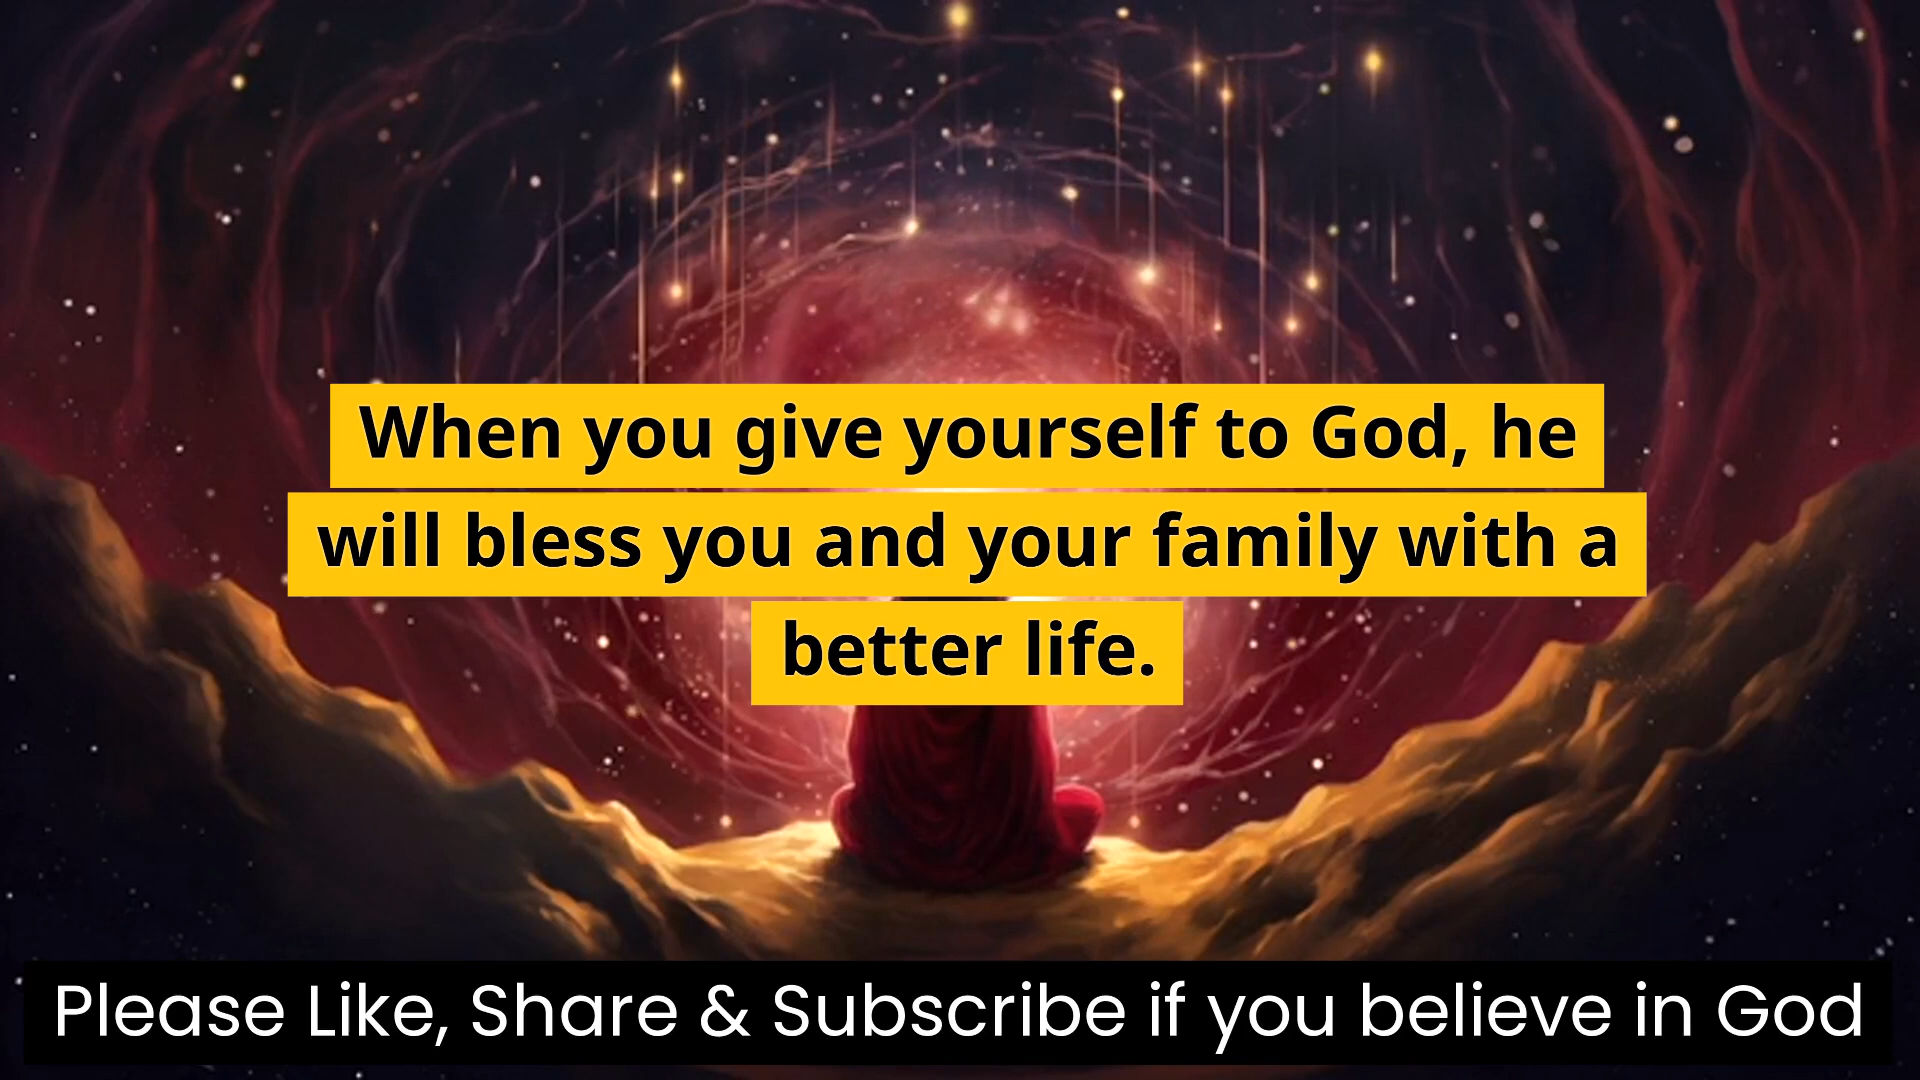 When you give yourself to God, he
will bless you and your family with a
better life.
Please Like, Share & Subscribe if you believe in God